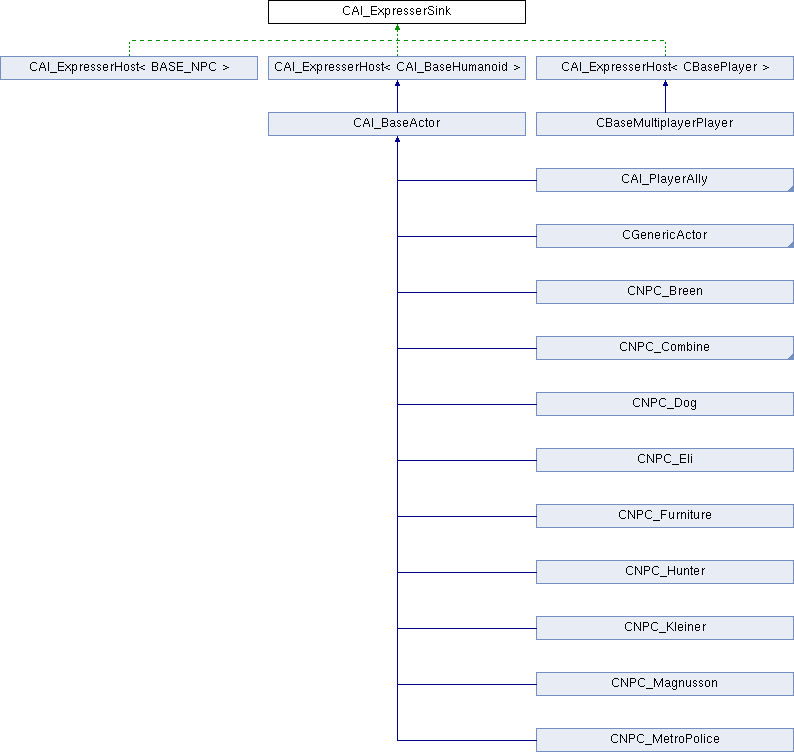 CAI_ExpresserSink
CAI_ExpresserHost< BASE_NPC >
CAI_ExpresserHost< CAI_BaseHumanoid >
CAI_ExpresserHost< CBasePlayer >
CAI_BaseActor
CBaseMultiplayerPlayer
CAI_PlayerAlly
CGenericActor
CNPC_Breen
CNPC_Combine
CNPC_Dog
CNPC_Eli
CNPC_Furniture
CNPC_Hunter
CNPC_Kleiner
CNPC_Magnusson
CNPC_MetroPolice